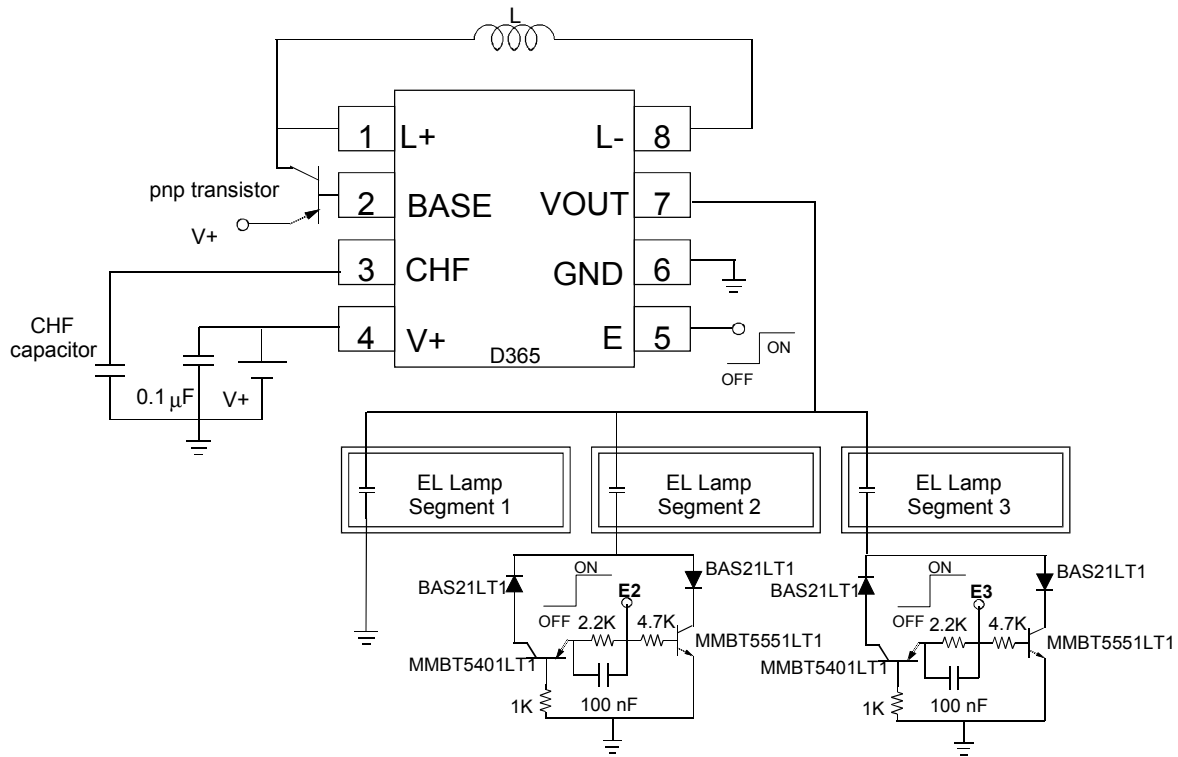 L
1 L+ L- 8
pnp transistor
2 BASE VOUT 7
V+
3 CHF GND 6
CHF
capacitor
4 V+ E 5
D365
ON
OFF
0.1 μF V+
EL Lamp
Segment 1
EL Lamp
Segment 2
EL Lamp
Segment 3
ON
BAS21LT1
BAS21LT1
E2
OFF 2.2K 4.7K
MMBT5551LT1
MMBT5401LT1
1K 100 nF
ON
BAS21LT1
BAS21LT1
E3
OFF 2.2K 4.7K
MMBT5551LT1
MMBT5401LT1
1K 100 nF